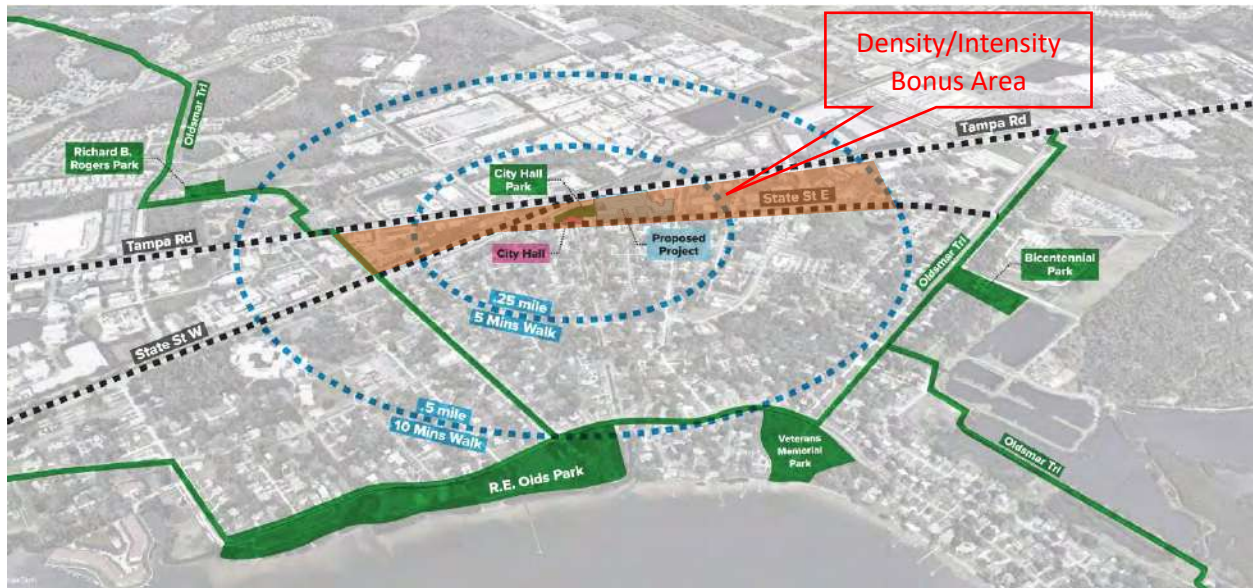 Density/Intensity
Bonus Area
Oldsmar Trl
Tampa Rd
Richard B.
Rogers Park
City Hall
Park
State St E
Tampa Rd
City Hall
Proposed
Project
Oldsmar Trl
Bicentennial
Park
.25 mile
5 Mins Walk
State St W
.5 mile
10 Mins Walk
Veterans
Memorial
Park
Oldsmar Trl
R.E. Olds Park